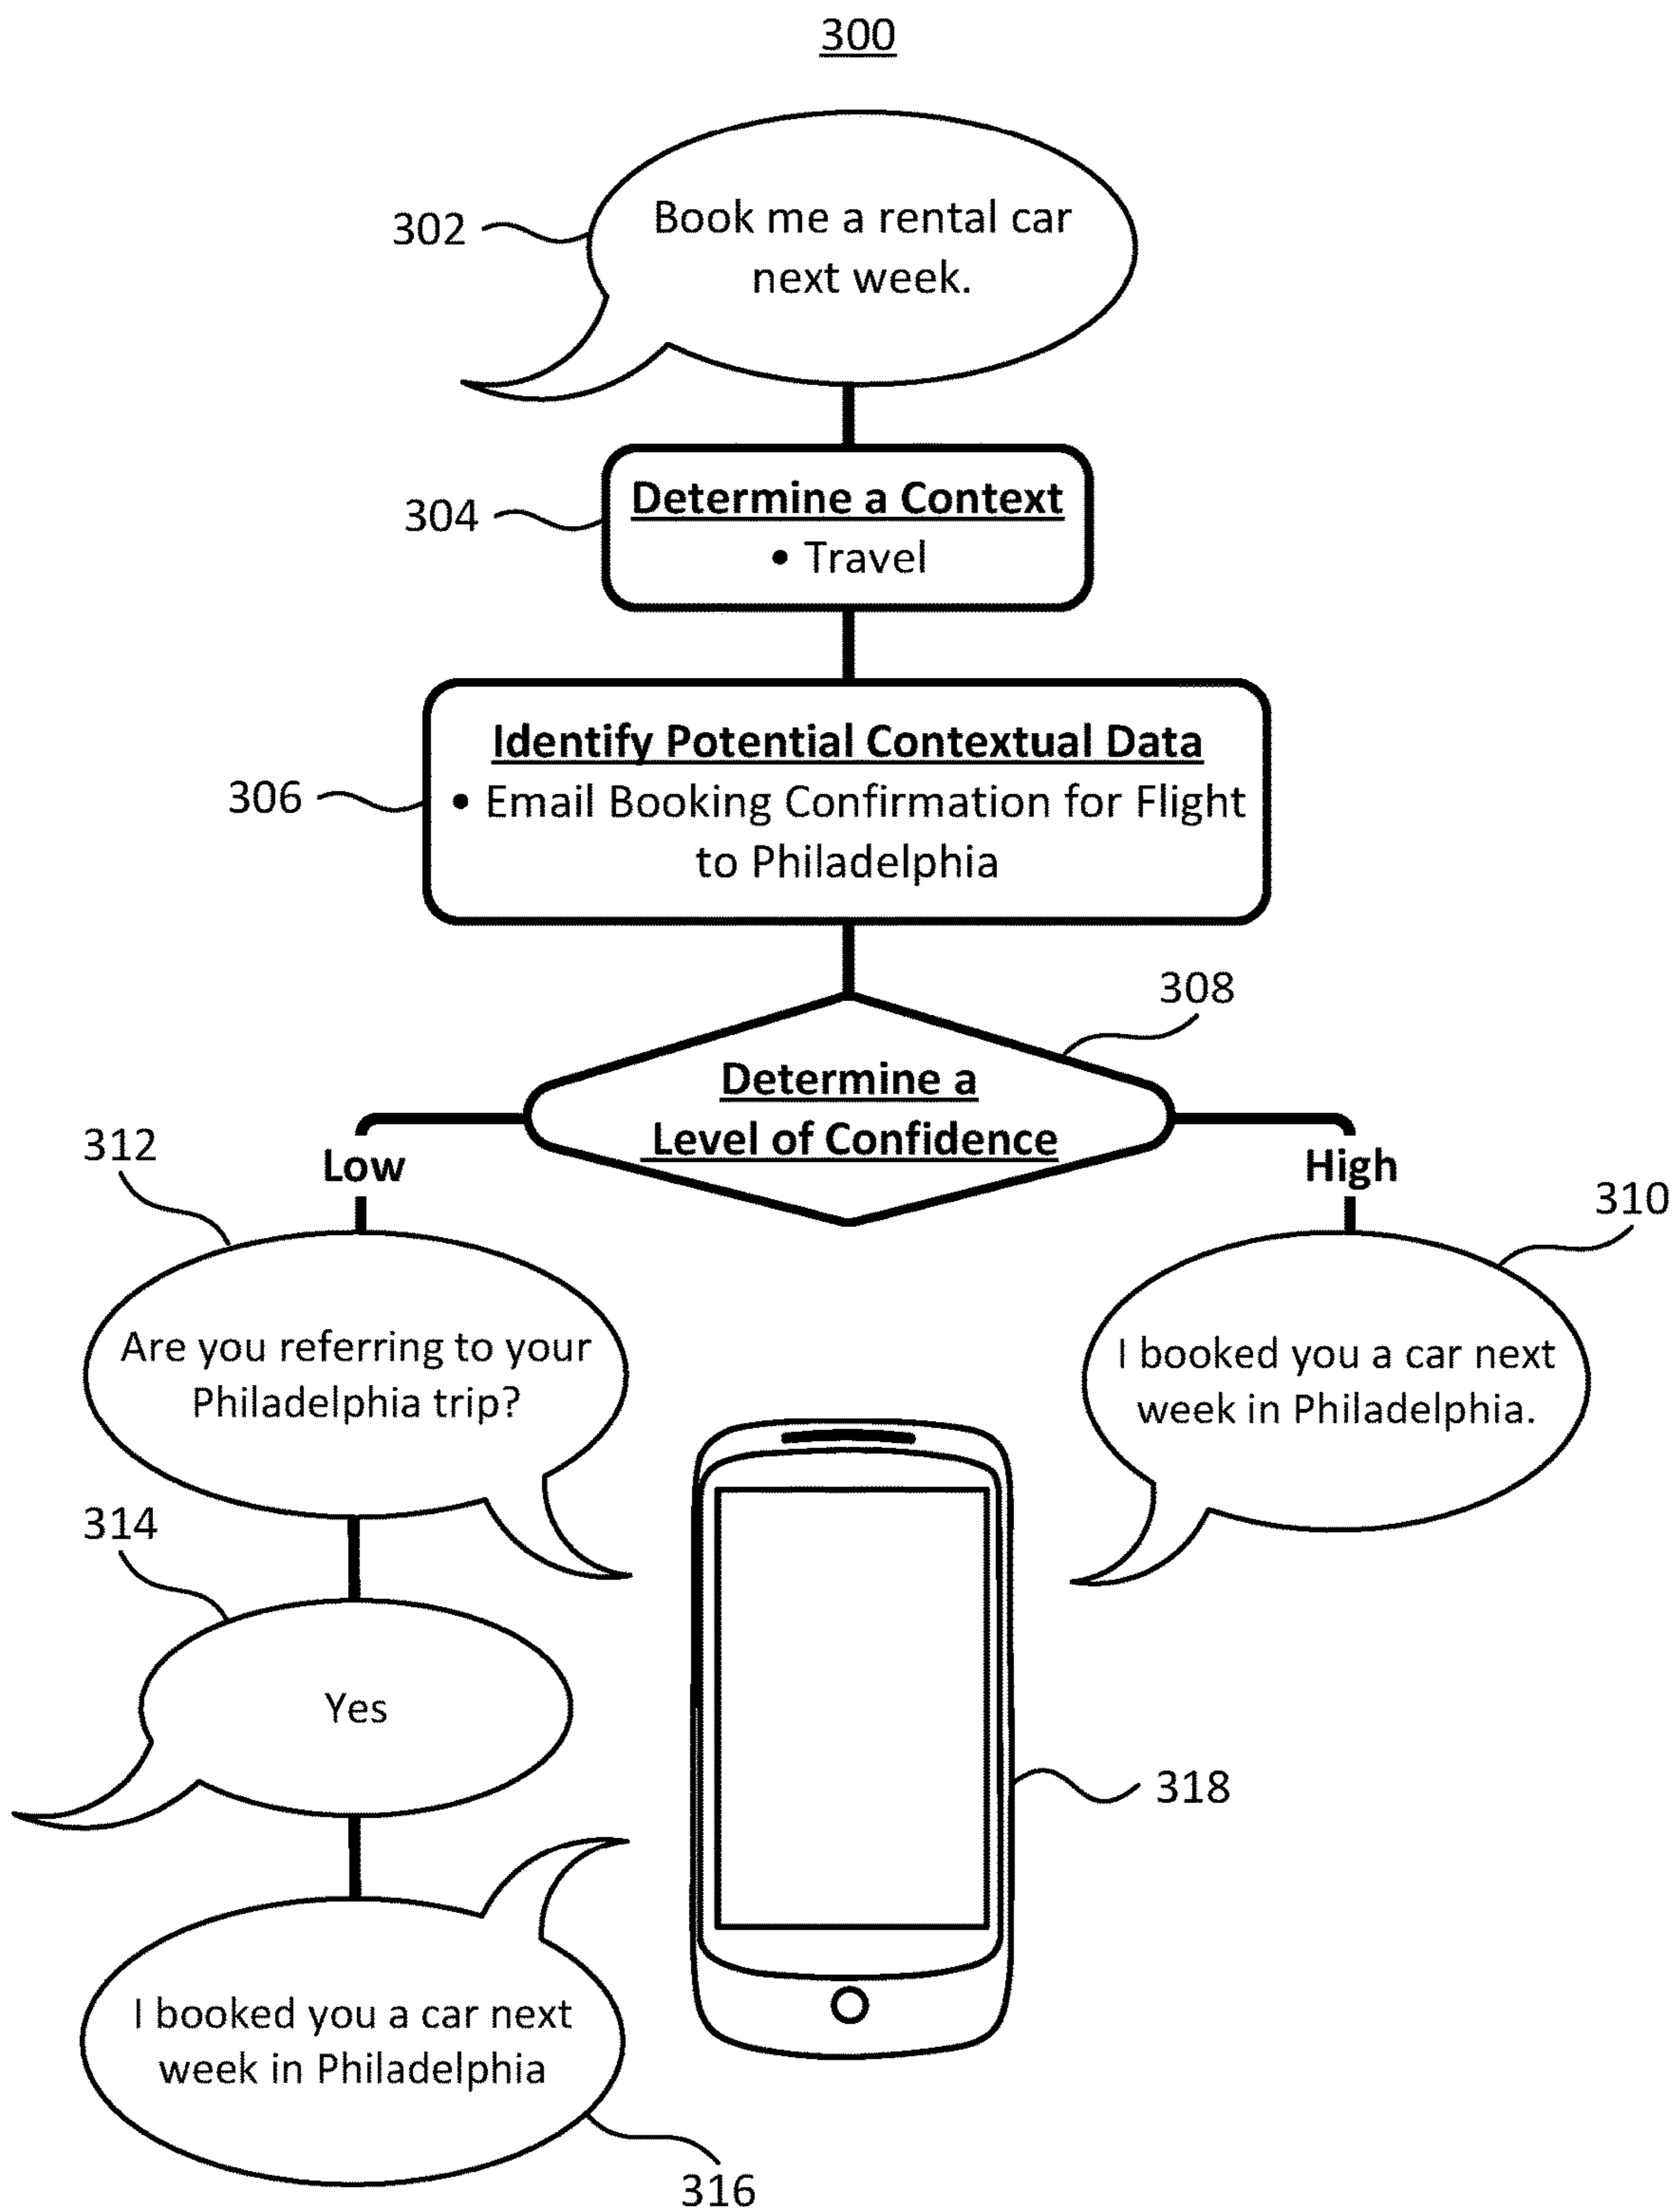 300
302
Book me a rental car
next week.
304
Determine a Context
• Travel
306
Identify Potential Contextual Data
• Email Booking Confirmation for Flight
to Philadelphia
308
Determine a
Level of Confidence
312
Low
High
310
Are you referring to your
Philadelphia trip?
I booked you a car next
week in Philadelphia.
314
Yes
318
I booked you a car next
week in Philadelphia
316